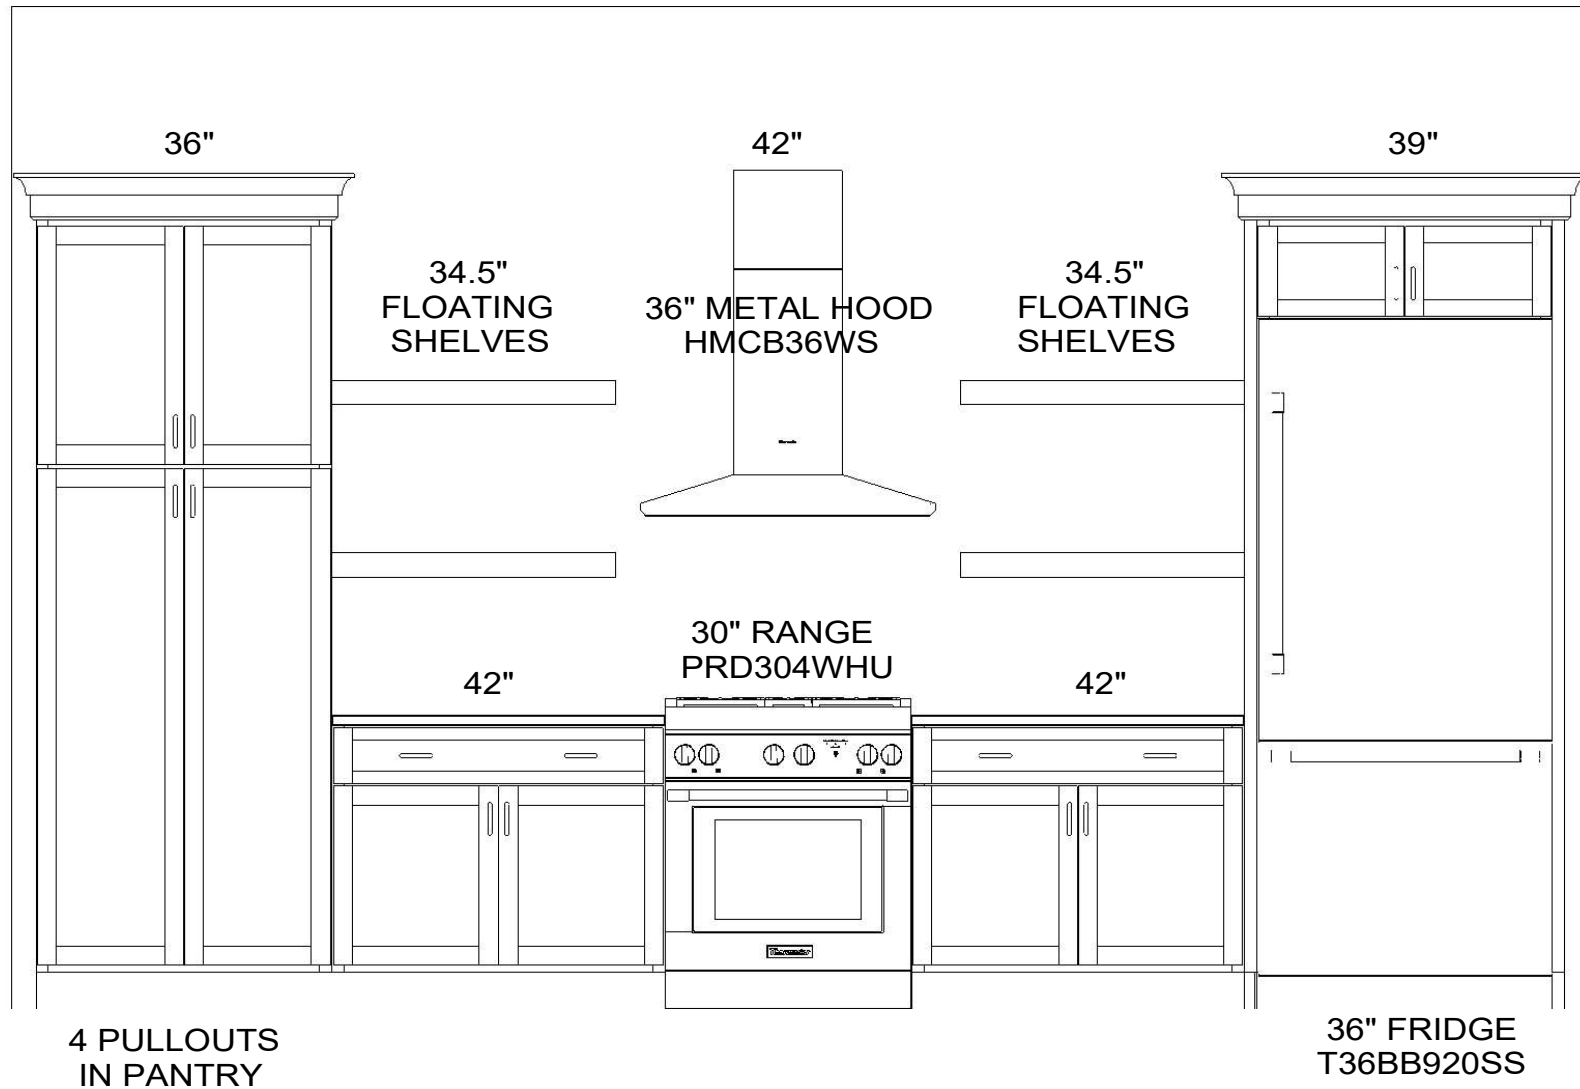 36"
42"
39"
34.5"
FLOATING
SHELVES
36" METAL HOOD
HMCB36WS
34.5"
FLOATING
SHELVES
30" RANGE
PRD304WHU
42"
42"
4 PULLOUTS
IN PANTRY
36" FRIDGE
T36BB920SS